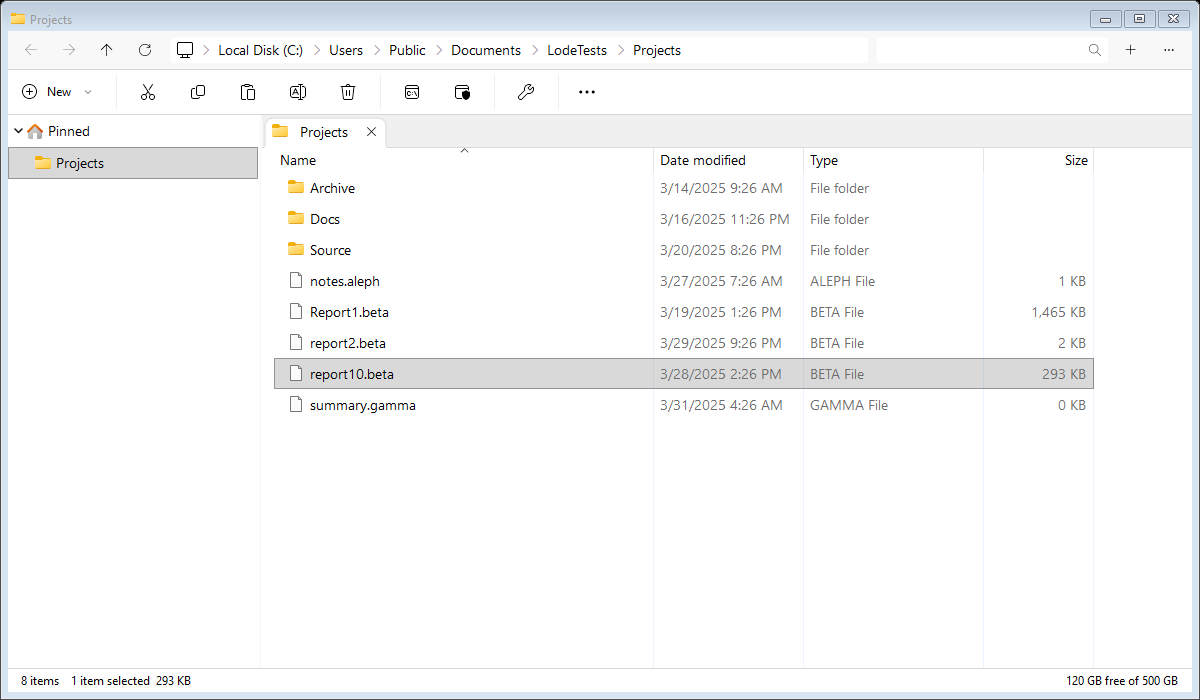 Projects
Local Disk (C:) Users Public Documents LodeTests Projects
New
Pinned
Projects
Projects
Name Date modified Type Size
Archive 3/14/2025 9:26 AM File folder
Docs 3/16/2025 11:26 PM File folder
Source 3/20/2025 8:26 PM File folder
notes.aleph 3/27/2025 7:26 AM ALEPH File 1 KB
Report1.beta 3/19/2025 1:26 PM BETA File 1,465 KB
report2.beta 3/29/2025 9:26 PM BETA File 2 KB
report10.beta 3/28/2025 2:26 PM BETA File 293 KB
summary.gamma 3/31/2025 4:26 AM GAMMA File 0 KB
8 items 1 item selected 293 KB 120 GB free of 500 GB